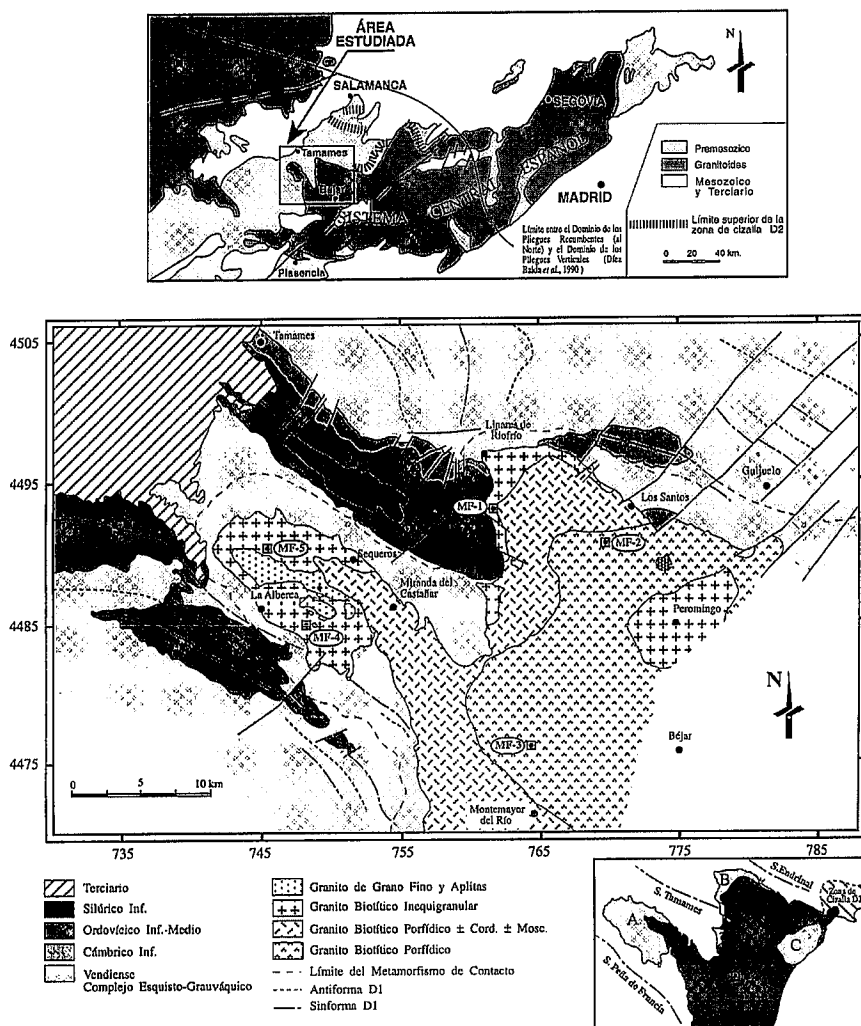 ÁREA
ESTUDIADA
N
SALAMANCA
SEGOVIA
Tamames
Béjar
SISTEMA
CENTRAL
ESPAÑOL
MADRID
Plasencia
Premosozico
Granitoides
Mesozoico
y Terciario
Límite superior de la
zona de cizalla D2
0 20 40 km.
Límite entre el Dominio de los
Pliegues Recumbentes (al
Norte) y el Dominio de los
Pliegues Verticales (Díez
Balda et al., 1990)
4505
4495
4485
4475
Tamames
Linares de
Riofrío
Guijuelo
Los Santos
MF-1
MF-2
MF-5
Sequeros
Miranda del
Castañar
La Alberca
MF-4
Peromingo
N
Béjar
MF-3
Montemayor
del Río
0 5 10 km
735 745 755 765 775 785
Terciario
Silúrico Inf.
Ordovícico Inf.-Medio
Cámbrico Inf.
Vendiense
Complejo Esquisto-Grauváquico
Granito de Grano Fino y Aplitas
Granito Biotítico Inequigranular
Granito Biotítico Porfídico ± Cord. ± Mosc.
Granito Biotítico Porfídico
Límite del Metamorfismo de Contacto
Antiforma D1
Sinforma D1
S. Endrinal
S. Tamames
S. Peña de Francia
A
B
C
Zona de
Cizalla D2